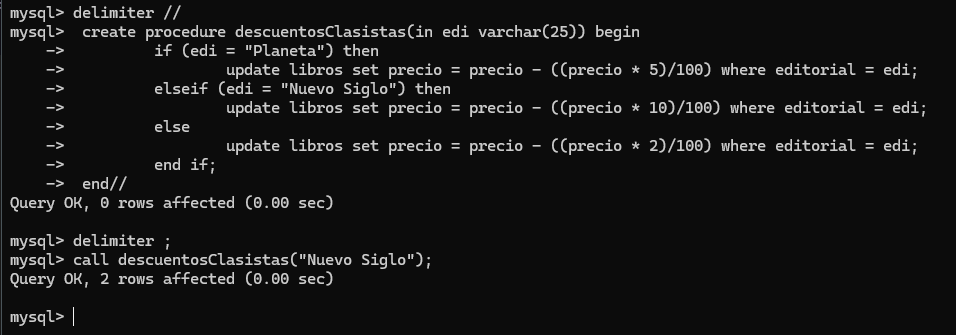 mysql> delimiter //
mysql>  create procedure descuentosClasistas(in edi varchar(25)) begin
    ->          if (edi = "Planeta") then
    ->                  update libros set precio = precio - ((precio * 5)/100) where editorial = edi;
    ->          elseif (edi = "Nuevo Siglo") then
    ->                  update libros set precio = precio - ((precio * 10)/100) where editorial = edi;
    ->          else
    ->                  update libros set precio = precio - ((precio * 2)/100) where editorial = edi;
    ->          end if;
    ->  end//
Query OK, 0 rows affected (0.00 sec)

mysql> delimiter ;
mysql> call descuentosClasistas("Nuevo Siglo");
Query OK, 2 rows affected (0.00 sec)

mysql>